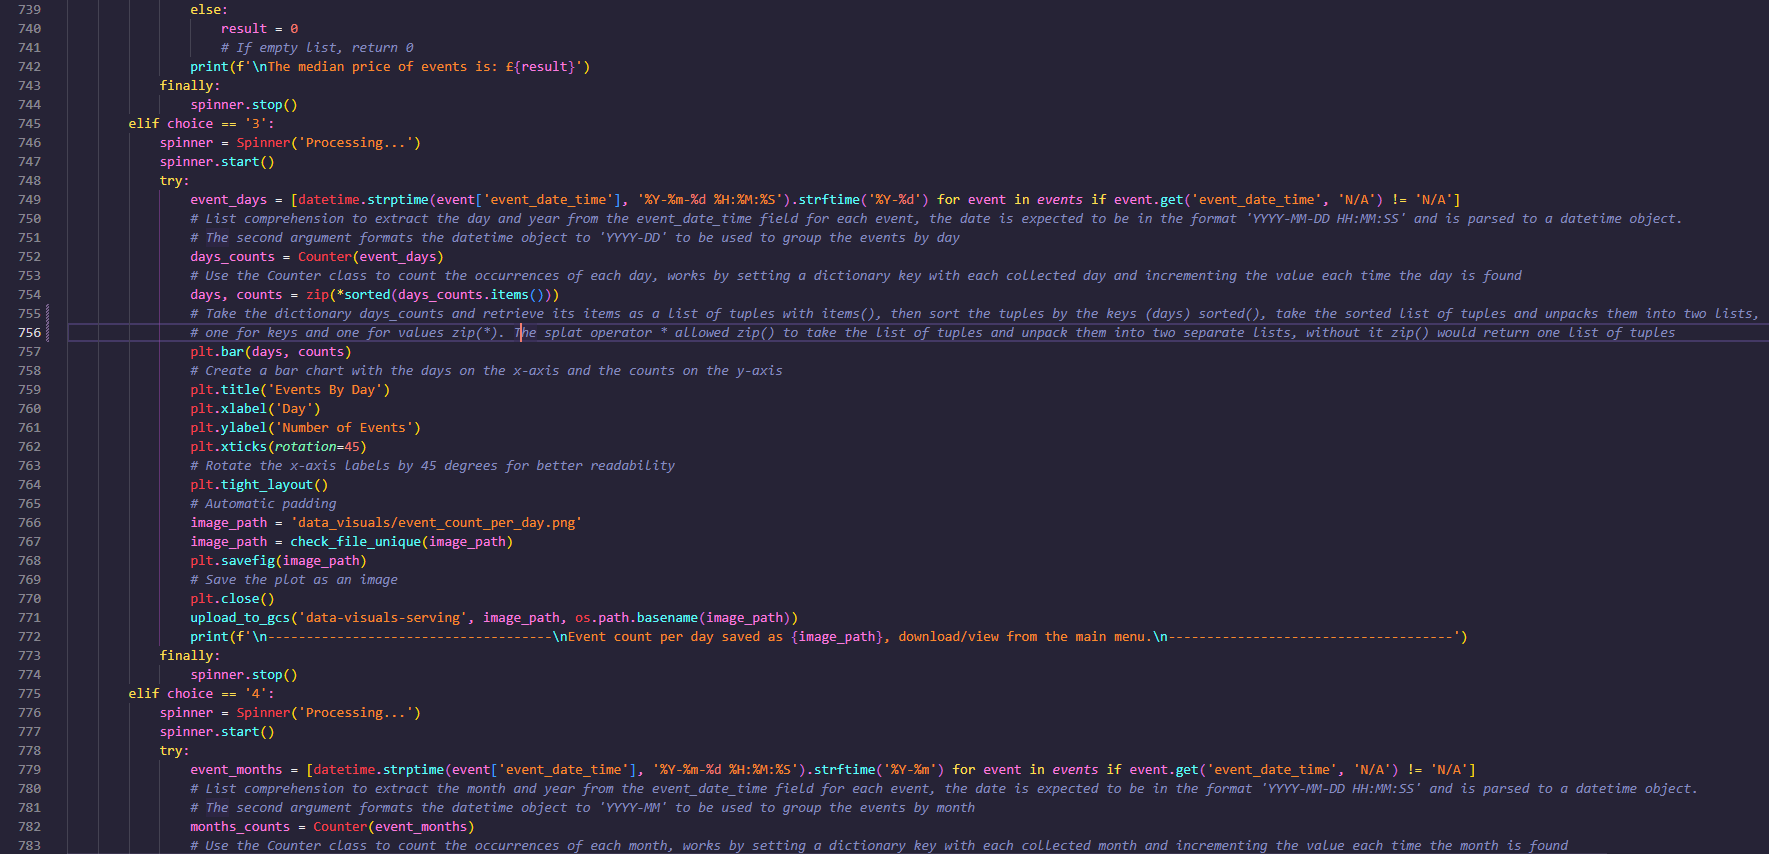 739 else:
740 result = 0
741 # If empty list, return 0
742 print(f'\nThe median price of events is: £{result}')
743 finally:
744 spinner.stop()
745 elif choice == '3':
746 spinner = Spinner('Processing...')
747 spinner.start()
748 try:
749 event_days = [datetime.strptime(event['event_date_time'], '%Y-%m-%d %H:%M:%S').strftime('%Y-%d') for event in events if event.get('event_date_time', 'N/A') != 'N/A']
750 # List comprehension to extract the day and year from the event_date_time field for each event, the date is expected to be in the format 'YYYY-MM-DD HH:MM:SS' and is parsed to a datetime object.
751 # The second argument formats the datetime object to 'YYYY-DD' to be used to group the events by day
752 days_counts = Counter(event_days)
753 # Use the Counter class to count the occurrences of each day, works by setting a dictionary key with each collected day and incrementing the value each time the day is found
754 days, counts = zip(*sorted(days_counts.items()))
755 # Take the dictionary days_counts and retrieve its items as a list of tuples with items(), then sort the tuples by the keys (days) sorted(), take the sorted list of tuples and unpacks them into two lists,
756 # one for keys and one for values zip(*). The splat operator * allowed zip() to take the list of tuples and unpack them into two separate lists, without it zip() would return one list of tuples
757 plt.bar(days, counts)
758 # Create a bar chart with the days on the x-axis and the counts on the y-axis
759 plt.title('Events By Day')
760 plt.xlabel('Day')
761 plt.ylabel('Number of Events')
762 plt.xticks(rotation=45)
763 # Rotate the x-axis labels by 45 degrees for better readability
764 plt.tight_layout()
765 # Automatic padding
766 image_path = 'data_visuals/event_count_per_day.png'
767 image_path = check_file_unique(image_path)
768 plt.savefig(image_path)
769 # Save the plot as an image
770 plt.close()
771 upload_to_gcs('data-visuals-serving', image_path, os.path.basename(image_path))
772 print(f'\n-------------------------------------\nEvent count per day saved as {image_path}, download/view from the main menu.\n-------------------------------------')
773 finally:
774 spinner.stop()
775 elif choice == '4':
776 spinner = Spinner('Processing...')
777 spinner.start()
778 try:
779 event_months = [datetime.strptime(event['event_date_time'], '%Y-%m-%d %H:%M:%S').strftime('%Y-%m') for event in events if event.get('event_date_time', 'N/A') != 'N/A']
780 # List comprehension to extract the month and year from the event_date_time field for each event, the date is expected to be in the format 'YYYY-MM-DD HH:MM:SS' and is parsed to a datetime object.
781 # The second argument formats the datetime object to 'YYYY-MM' to be used to group the events by month
782 months_counts = Counter(event_months)
783 # Use the Counter class to count the occurrences of each month, works by setting a dictionary key with each collected month and incrementing the value each time the month is found